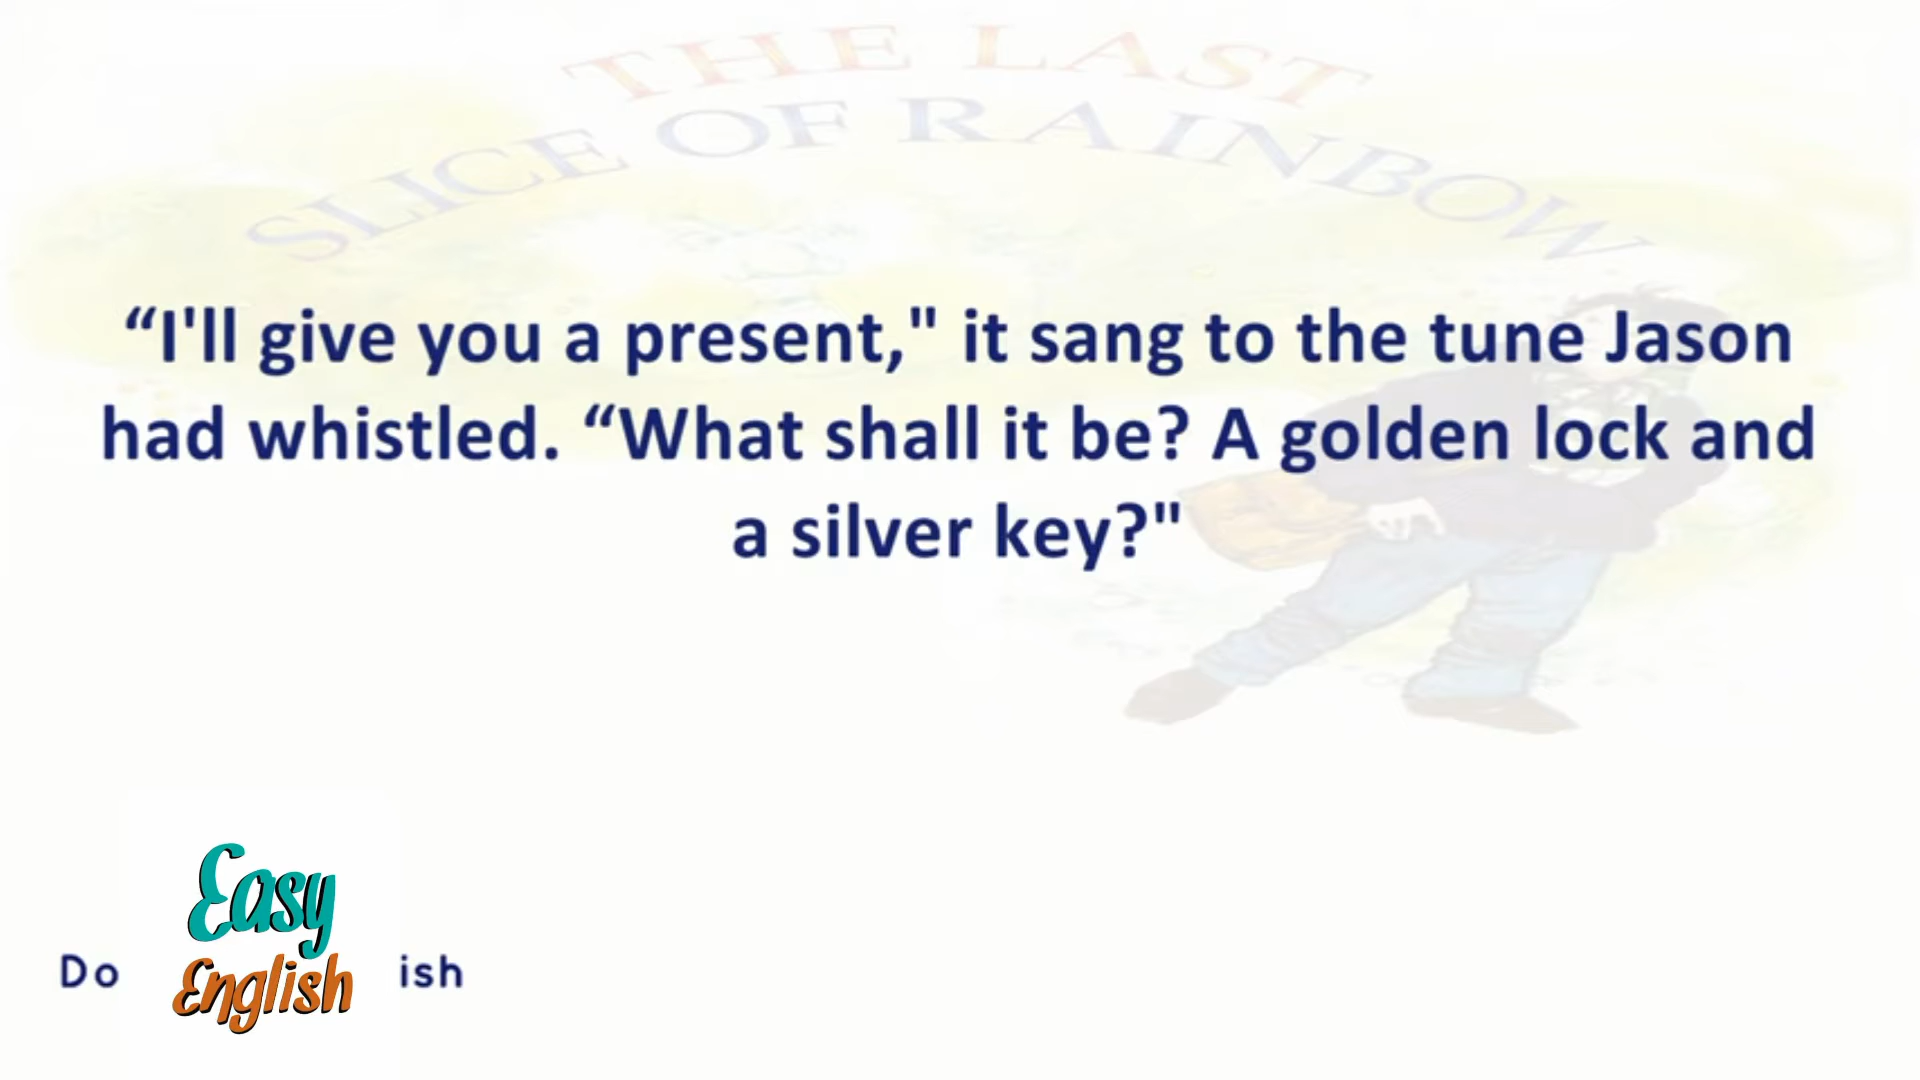 THE LAST
SLICE OF RAINBOW
“I'll give you a present," it sang to the tune Jason
had whistled. “What shall it be? A golden lock and
a silver key?"
Easy
English
Do ish